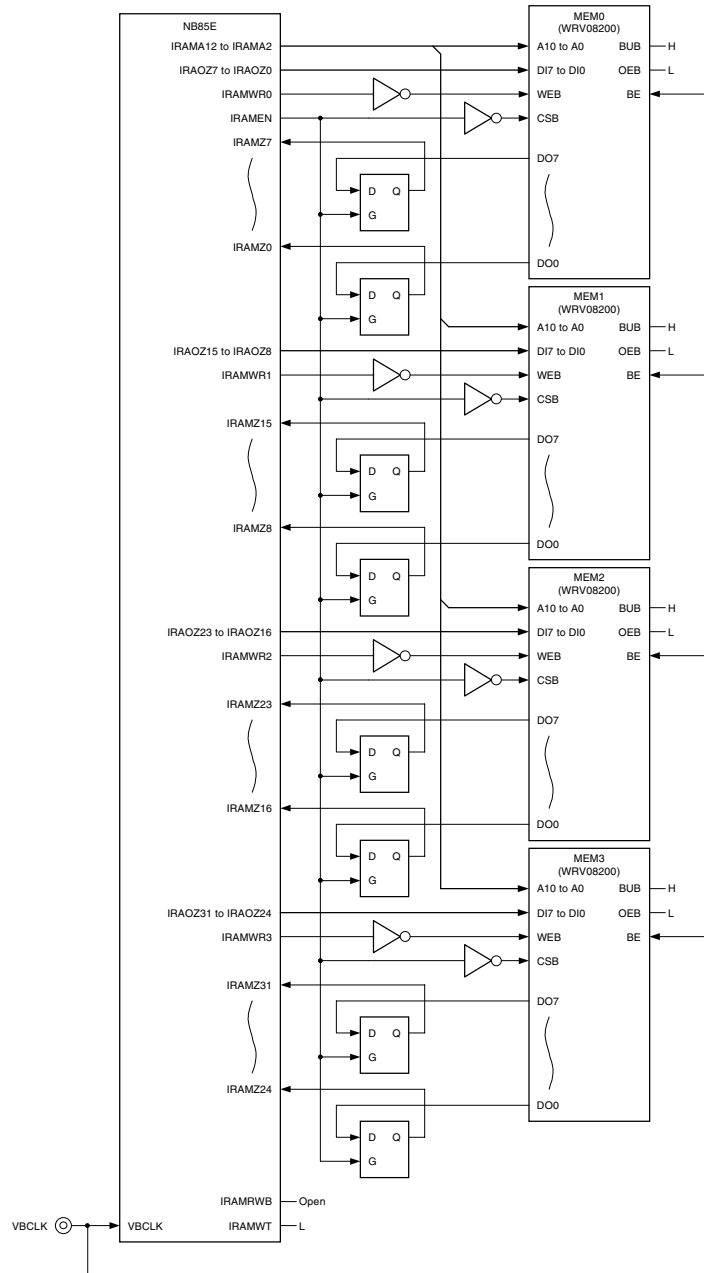 NB85E
MEM0
(WRV08200)
IRAMA12 to IRAMA2
A10 to A0
BUB
H
IRAOZ7 to IRAOZ0
DI7 to DI0
OEB
L
IRAMWR0
WEB
BE
IRAMEN
CSB
IRAMZ7
DO7
D
Q
G
IRAMZ0
DO0
D
Q
G
MEM1
(WRV08200)
A10 to A0
BUB
H
IRAOZ15 to IRAOZ8
DI7 to DI0
OEB
L
IRAMWR1
WEB
BE
CSB
IRAMZ15
DO7
D
Q
G
IRAMZ8
DO0
D
Q
G
MEM2
(WRV08200)
A10 to A0
BUB
H
IRAOZ23 to IRAOZ16
DI7 to DI0
OEB
L
IRAMWR2
WEB
BE
CSB
IRAMZ23
DO7
D
Q
G
IRAMZ16
DO0
D
Q
G
MEM3
(WRV08200)
A10 to A0
BUB
H
IRAOZ31 to IRAOZ24
DI7 to DI0
OEB
L
IRAMWR3
WEB
BE
CSB
IRAMZ31
DO7
D
Q
G
IRAMZ24
DO0
D
Q
G
IRAMRWB
Open
VBCLK
VBCLK
IRAMWT
L